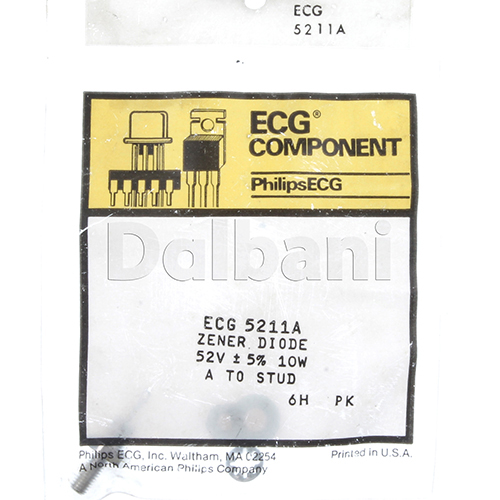 ECG
5211A
ECG®
COMPONENT
PhilipsECG
Dalbani
ECG 5211A
ZENER DIODE
52V ± 5% 10W
A TO STUD
6H PK
Philips ECG, Inc. Waltham, MA 02254
Printed in U.S.A.
A North American Philips Company